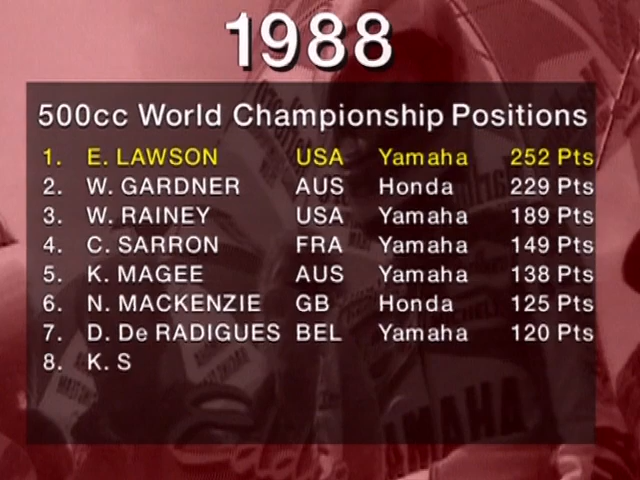 1988
500cc World Championship Positions
1. E. LAWSON USA Yamaha 252 Pts
2. W. GARDNER AUS Honda 229 Pts
3. W. RAINEY USA Yamaha 189 Pts
4. C. SARRON FRA Yamaha 149 Pts
5. K. MAGEE AUS Yamaha 138 Pts
6. N. MACKENZIE GB Honda 125 Pts
7. D. De RADIGUES BEL Yamaha 120 Pts
8. K. S
YAMAHA